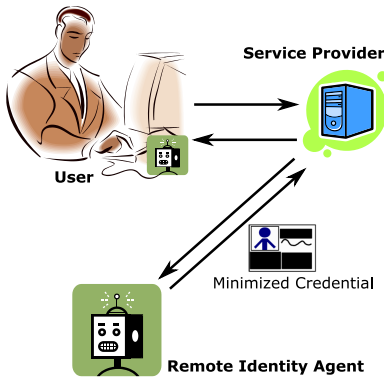 Service Provider
User
Minimized Credential
Remote Identity Agent